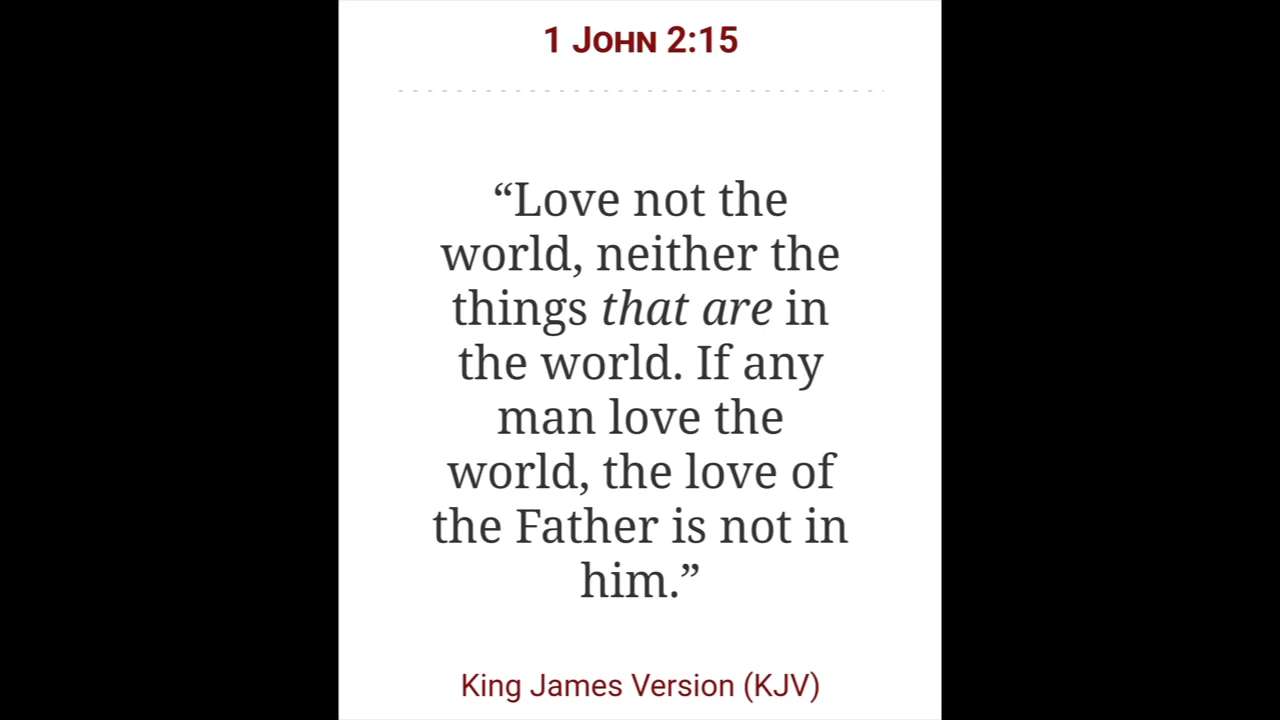 1 John 2:15
“Love not the
world, neither the
things that are in
the world. If any
man love the
world, the love of
the Father is not in
him.”
King James Version (KJV)